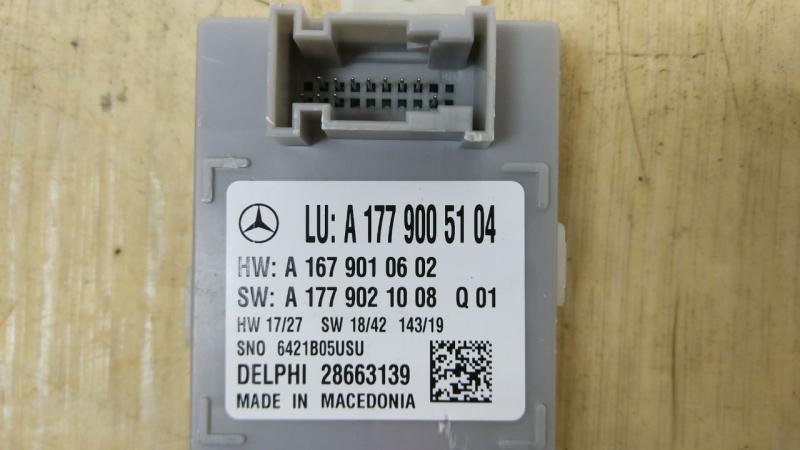 LU: A 177 900 51 04
HW: A 167 901 06 02
SW: A 177 902 10 08 Q 01
HW 17/27 SW 18/42 143/19
SNO 6421B05USU
DELPHI 28663139
MADE IN MACEDONIA